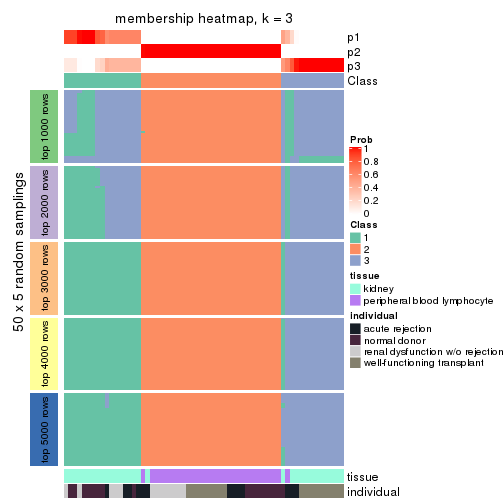 membership heatmap, k = 3
p1
p2
p3
Class
50 x 5 random samplings
top 1000 rows
top 2000 rows
top 3000 rows
top 4000 rows
top 5000 rows
tissue
individual
Prob
1
0.8
0.6
0.4
0.2
0
Class
1
2
3
tissue
kidney
peripheral blood lymphocyte
individual
acute rejection
normal donor
renal dysfunction w/o rejection
well-functioning transplant